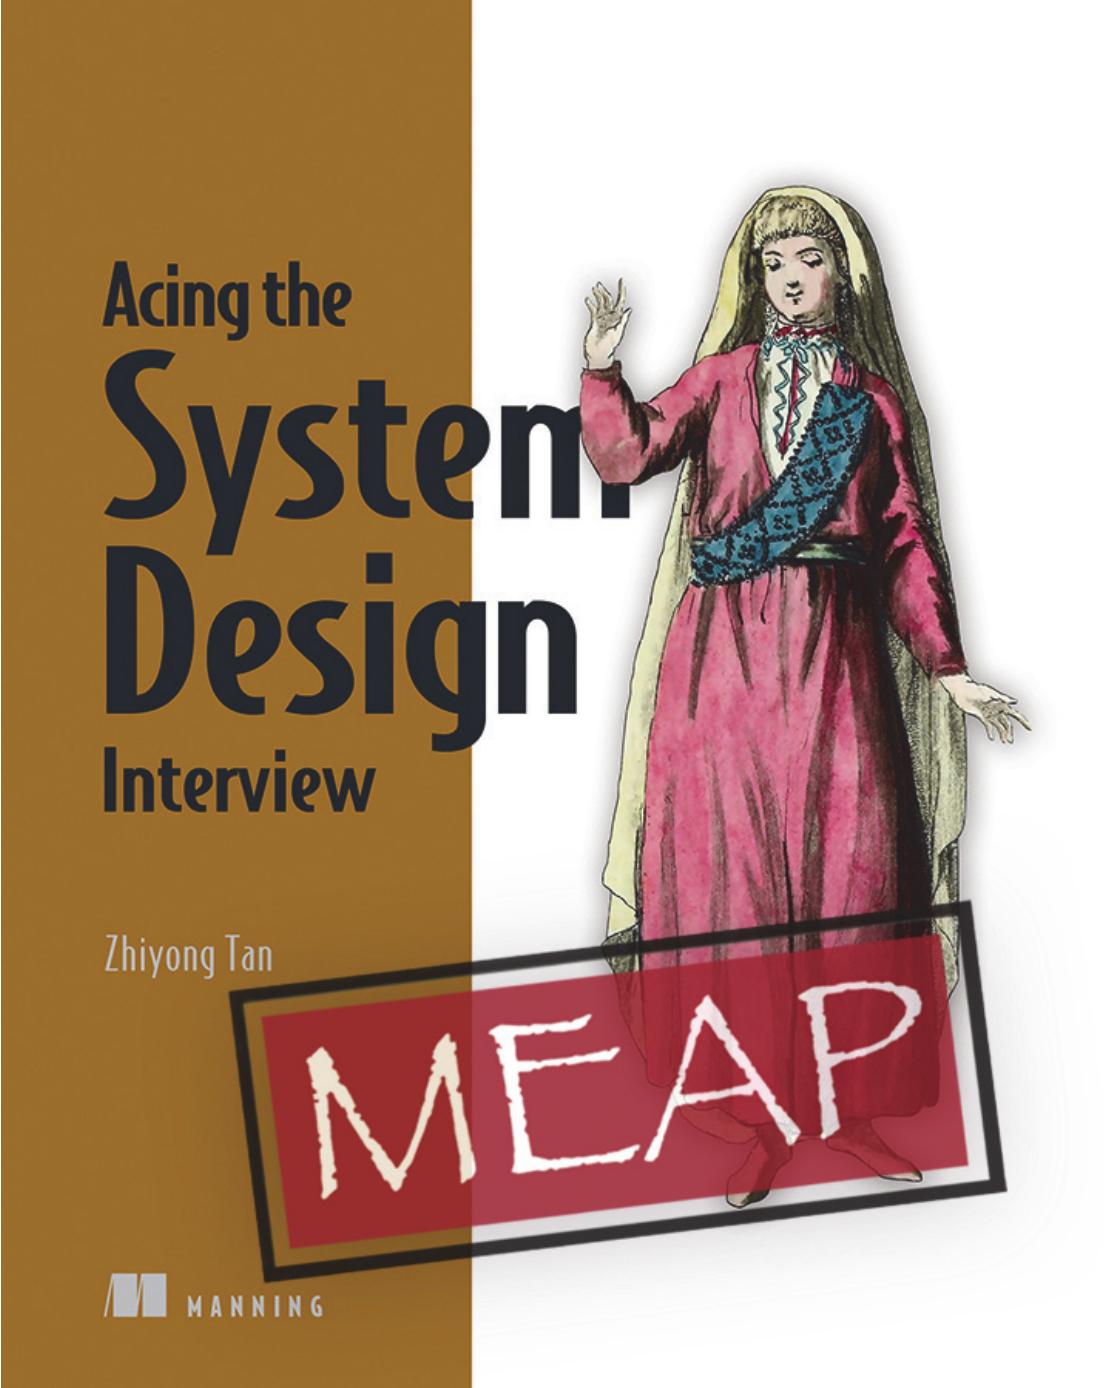 Acing the
System
Design
Interview
Zhiyong Tan
MEAP
MANNING